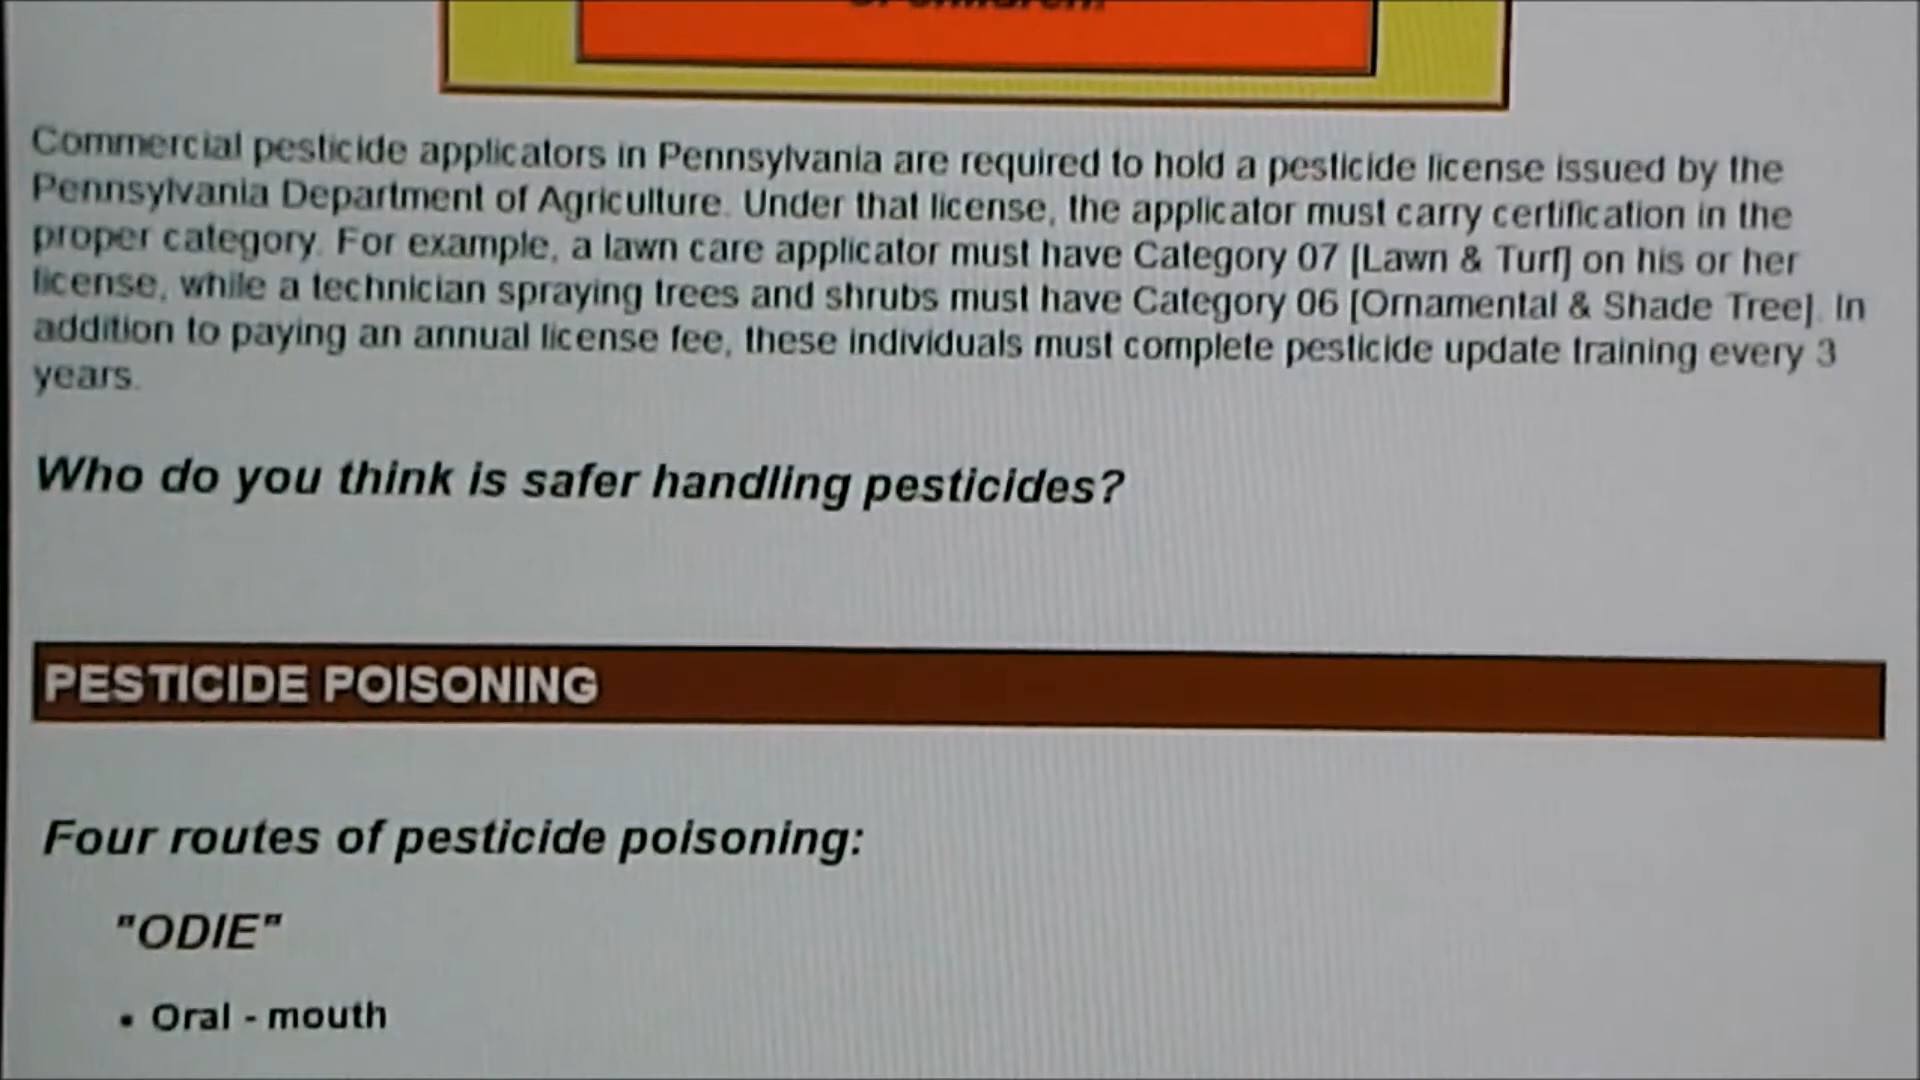 Commercial pesticide applicators in Pennsylvania are required to hold a pesticide license issued by the
Pennsylvania Department of Agriculture. Under that license, the applicator must carry certification in the
proper category. For example, a lawn care applicator must have Category 07 [Lawn & Turf] on his or her
license, while a technician spraying trees and shrubs must have Category 06 [Ornamental & Shade Tree]. In
addition to paying an annual license fee, these individuals must complete pesticide update training every 3
years.
Who do you think is safer handling pesticides?
PESTICIDE POISONING
Four routes of pesticide poisoning:
"ODIE"
• Oral - mouth